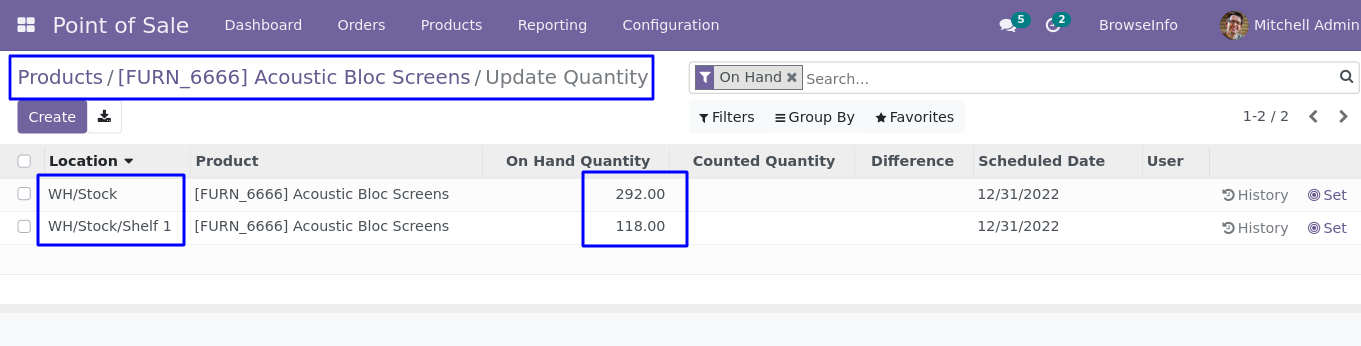 Point of Sale Dashboard Orders Products Reporting Configuration 5 2 BrowseInfo Mitchell Admin
Products / [FURN_6666] Acoustic Bloc Screens / Update Quantity On Hand Search...
Create Filters Group By Favorites 1-2 / 2
Location Product On Hand Quantity Counted Quantity Difference Scheduled Date User
WH/Stock [FURN_6666] Acoustic Bloc Screens 292.00 12/31/2022 History Set
WH/Stock/Shelf 1 [FURN_6666] Acoustic Bloc Screens 118.00 12/31/2022 History Set